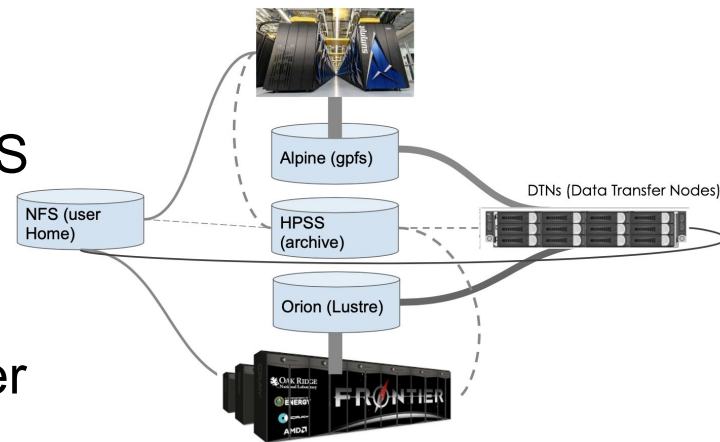 summit
Alpine (gpfs)
S
DTNs (Data Transfer Nodes)
NFS (user
Home)
HPSS
(archive)
Orion (Lustre)
er
OAK RIDGE
National Laboratory
ENERGY
FRONTIER
AMD